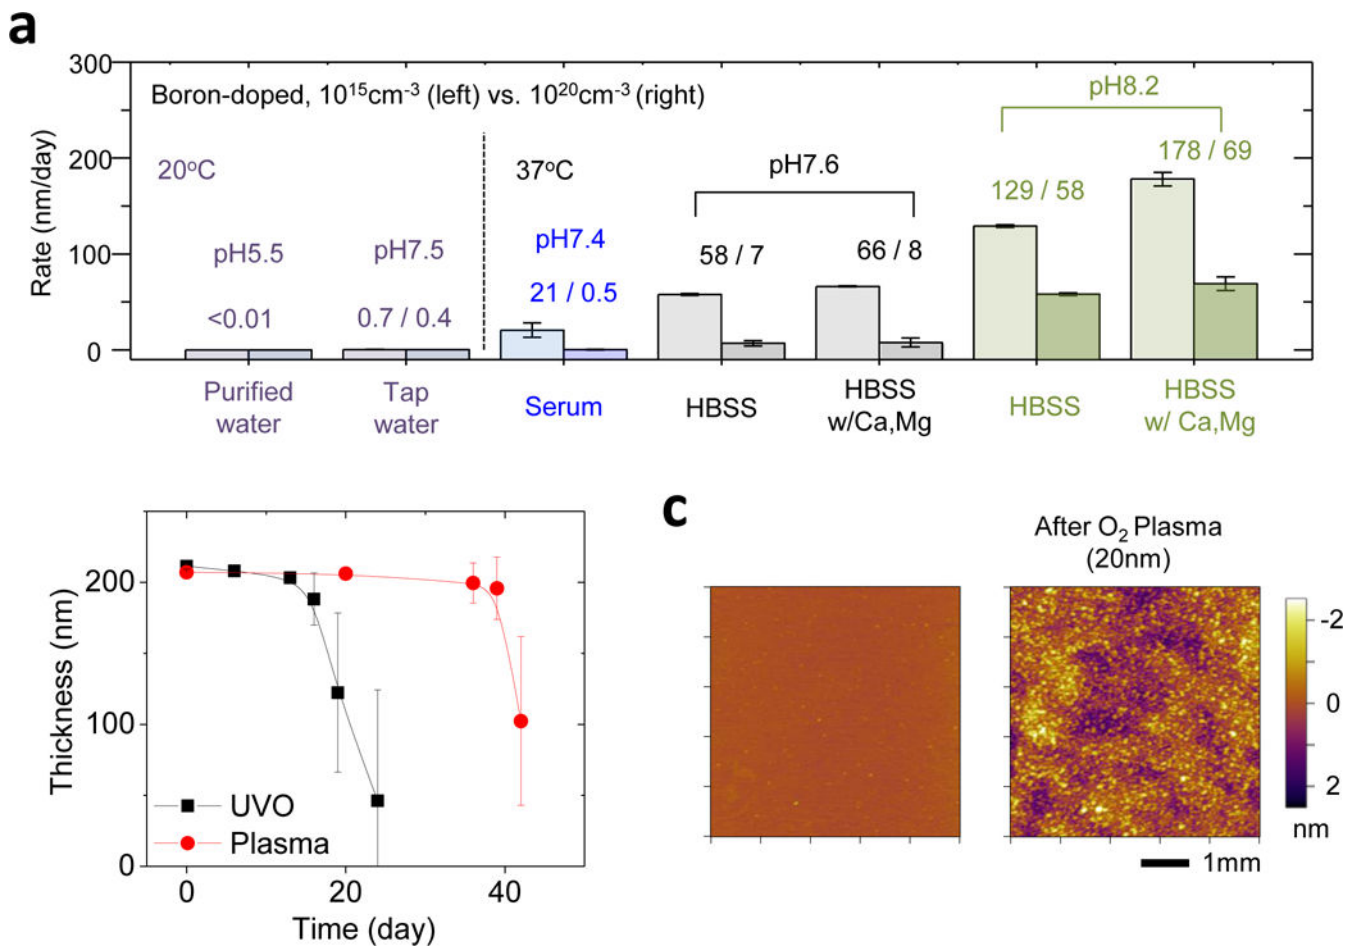 a
Boron-doped, 10¹⁵cm⁻³ (left) vs. 10²⁰cm⁻³ (right)
300
200
100
0
Rate (nm/day)
20°C
37°C
pH5.5
pH7.5
pH7.4
pH7.6
pH8.2
<0.01
0.7 / 0.4
21 / 0.5
58 / 7
66 / 8
129 / 58
178 / 69
Purified
water
Tap
water
Serum
HBSS
HBSS
w/Ca,Mg
HBSS
HBSS
w/ Ca,Mg
200
100
0
Thickness (nm)
UVO
Plasma
0
20
40
Time (day)
c
After O₂ Plasma
(20nm)
-2
0
2
nm
1mm